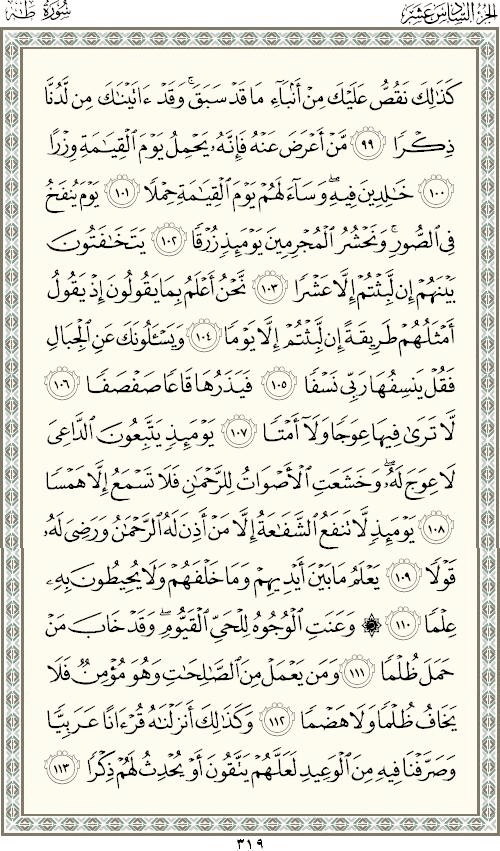 سُورَةُ طه الجزء السادس عشر
كَذَٰلِكَ نَقُصُّ عَلَيْكَ مِنْ أَنۢبَآءِ مَا قَدْ سَبَقَ ۚ وَقَدْ ءَاتَيْنَٰكَ مِن لَّدُنَّا
ذِكْرًا ٩٩ مَّنْ أَعْرَضَ عَنْهُ فَإِنَّهُۥ يَحْمِلُ يَوْمَ ٱلْقِيَٰمَةِ وِزْرًا
١٠٠ خَٰلِدِينَ فِيهِ ۖ وَسَآءَ لَهُمْ يَوْمَ ٱلْقِيَٰمَةِ حِمْلًا ١٠١ يَوْمَ يُنفَخُ
فِى ٱلصُّورِ ۚ وَنَحْشُرُ ٱلْمُجْرِمِينَ يَوْمَئِذٍ زُرْقًا ١٠٢ يَتَخَٰفَتُونَ
بَيْنَهُمْ إِن لَّبِثْتُمْ إِلَّا عَشْرًا ١٠٣ نَّحْنُ أَعْلَمُ بِمَا يَقُولُونَ إِذْ يَقُولُ
أَمْثَلُهُمْ طَرِيقَةً إِن لَّبِثْتُمْ إِلَّا يَوْمًا ١٠٤ وَيَسْـَٔلُونَكَ عَنِ ٱلْجِبَالِ
فَقُلْ يَنسِفُهَا رَبِّى نَسْفًا ١٠٥ فَيَذَرُهَا قَاعًا صَفْصَفًا ١٠٦
لَّا تَرَىٰ فِيهَا عِوَجًا وَلَآ أَمْتًا ١٠٧ يَوْمَئِذٍ يَتَّبِعُونَ ٱلدَّاعِىَ
لَا عِوَجَ لَهُۥ ۖ وَخَشَعَتِ ٱلْأَصْوَاتُ لِلرَّحْمَٰنِ فَلَا تَسْمَعُ إِلَّا هَمْسًا
١٠٨ يَوْمَئِذٍ لَّا تَنفَعُ ٱلشَّفَٰعَةُ إِلَّا مَنْ أَذِنَ لَهُ ٱلرَّحْمَٰنُ وَرَضِىَ لَهُۥ
قَوْلًا ١٠٩ يَعْلَمُ مَا بَيْنَ أَيْدِيهِمْ وَمَا خَلْفَهُمْ وَلَا يُحِيطُونَ بِهِۦ
عِلْمًا ١١٠ ۞ وَعَنَتِ ٱلْوُجُوهُ لِلْحَىِّ ٱلْقَيُّومِ ۖ وَقَدْ خَابَ مَنْ
حَمَلَ ظُلْمًا ١١١ وَمَن يَعْمَلْ مِنَ ٱلصَّٰلِحَٰتِ وَهُوَ مُؤْمِنٌ فَلَا
يَخَافُ ظُلْمًا وَلَا هَضْمًا ١١٢ وَكَذَٰلِكَ أَنزَلْنَٰهُ قُرْءَانًا عَرَبِيًّا
وَصَرَّفْنَا فِيهِ مِنَ ٱلْوَعِيدِ لَعَلَّهُمْ يَتَّقُونَ أَوْ يُحْدِثُ لَهُمْ ذِكْرًا ١١٣
٣١٩